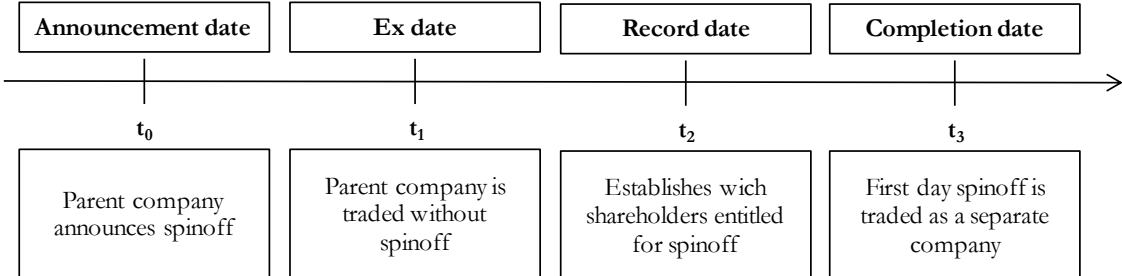 Announcement date
Ex date
Record date
Completion date
t₀
t₁
t₂
t₃
Parent company
announces spinoff
Parent company is
traded without
spinoff
Establishes wich
shareholders entitled
for spinoff
First day spinoff is
traded as a separate
company